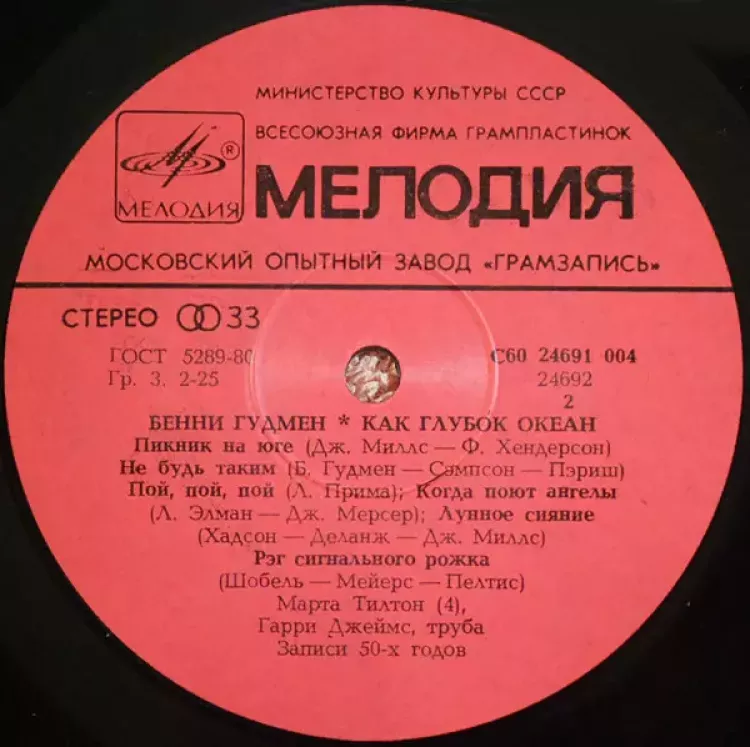 МИНИСТЕРСТВО КУЛЬТУРЫ СССР
ВСЕСОЮЗНАЯ ФИРМА ГРАМПЛАСТИНОК
МЕЛОДИЯ ®
МЕЛОДИЯ
МОСКОВСКИЙ ОПЫТНЫЙ ЗАВОД «ГРАМЗАПИСЬ»
СТЕРЕО 33
ГОСТ 5289-80 С60 24691 004
Гр. 3. 2-25 24692
2
БЕННИ ГУДМЕН * КАК ГЛУБОК ОКЕАН
Пикник на юге (Дж. Миллс — Ф. Хендерсон)
Не будь таким (Б. Гудмен — Сэмпсон — Пэриш)
Пой, пой, пой (Л. Прима); Когда поют ангелы
(Л. Элман — Дж. Мерсер); Лунное сияние
(Хадсон — Деланж — Дж. Миллс)
Рэг сигнального рожка
(Шобель — Мейерс — Пелтис)
Марта Тилтон (4),
Гарри Джеймс, труба
Записи 50-х годов